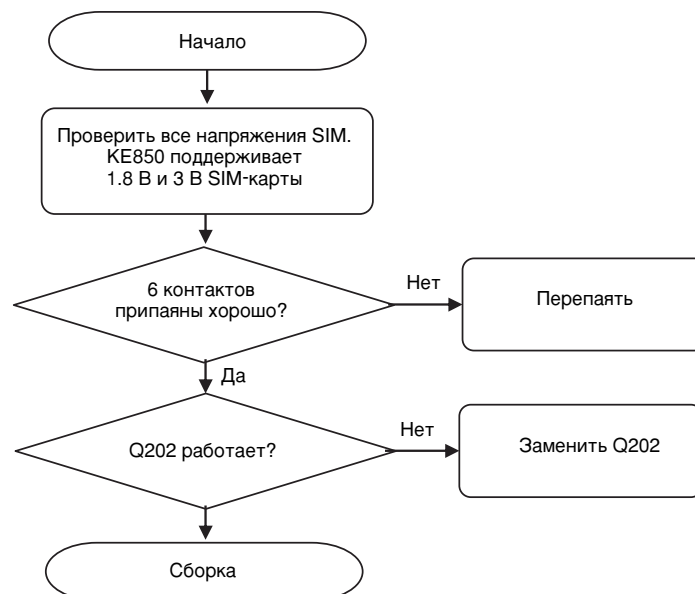 Начало
Проверить все напряжения SIM.
KE850 поддерживает
1.8 В и 3 В SIM-карты
6 контактов
припаяны хорошо?
Нет
Перепаять
Да
Q202 работает?
Нет
Заменить Q202
Сборка